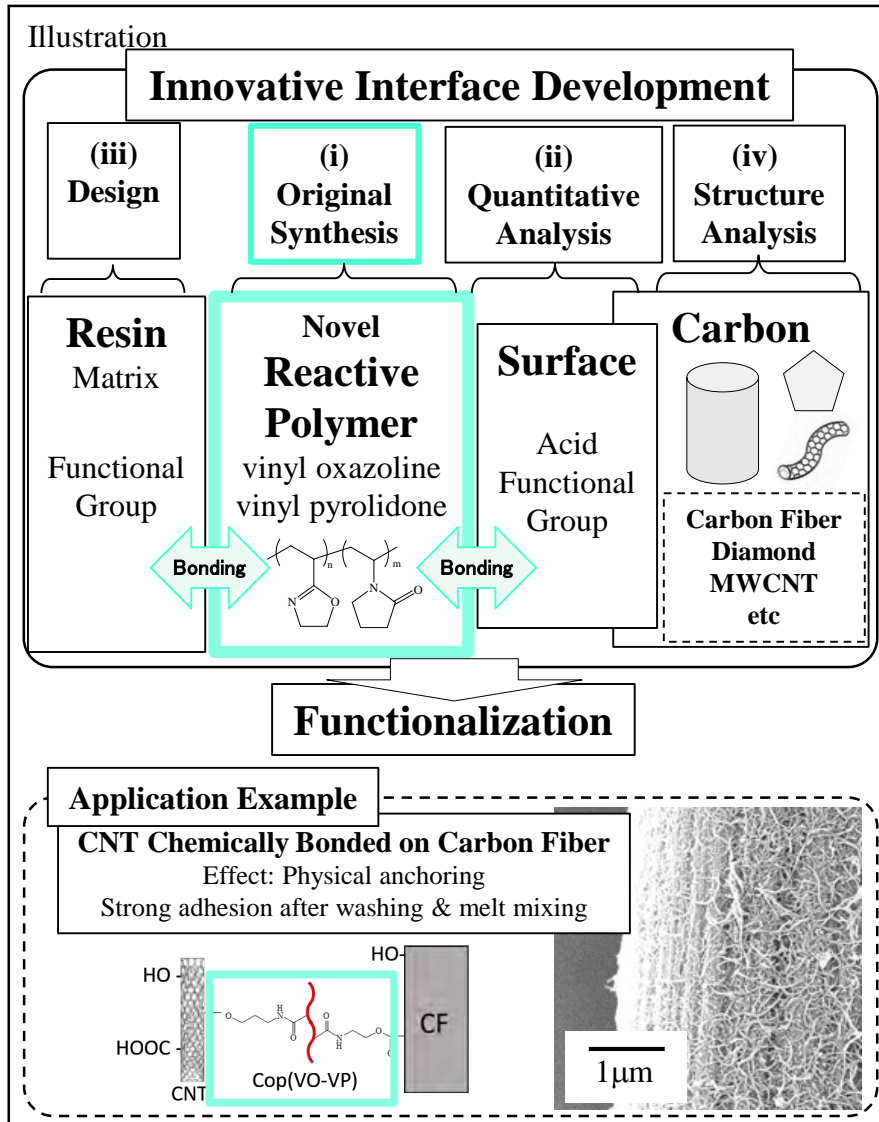 Illustration
Innovative Interface Development
(iii)
Design
(i)
Original
Synthesis
(ii)
Quantitative
Analysis
(iv)
Structure
Analysis
Resin
Matrix
Functional
Group
Novel
Reactive
Polymer
vinyl oxazoline
vinyl pyrolidone
Surface
Acid
Functional
Group
Carbon
Carbon Fiber
Diamond
MWCNT
etc
Bonding
n
m
N
O
N
O
Bonding
Functionalization
Application Example
CNT Chemically Bonded on Carbon Fiber
Effect: Physical anchoring
Strong adhesion after washing & melt mixing
HO
HOOC
CNT
O
H
N
O
O
N
H
O
O
Cop(VO-VP)
HO
CF
1μm